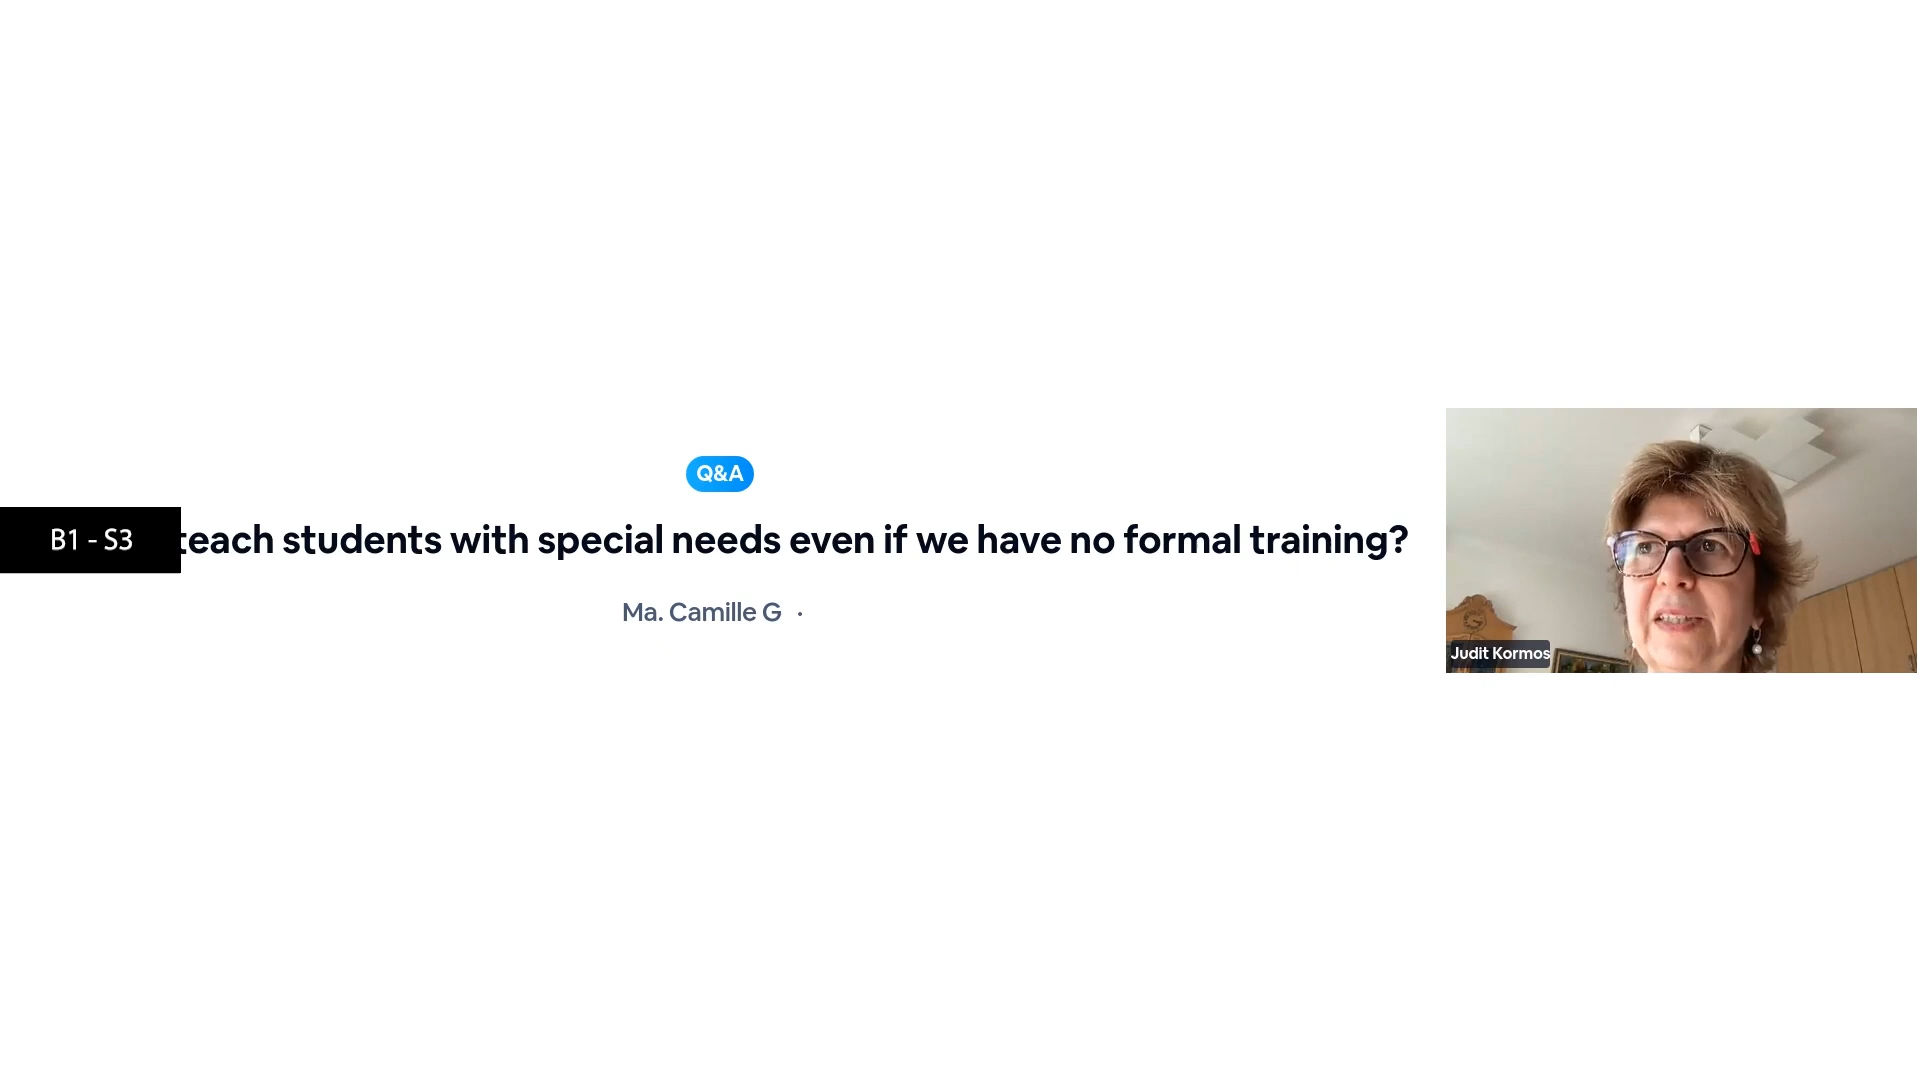 Q&A
B1 - S3
teach students with special needs even if we have no formal training?
Ma. Camille G ·
Judit Kormos